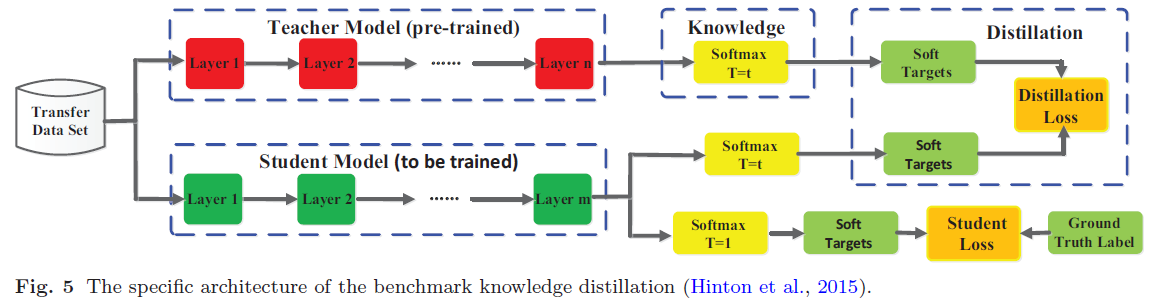 Teacher Model (pre-trained)
Knowledge
Distillation
Layer 1
Layer 2
......
Layer n
Softmax
T=t
Soft
Targets
Distillation
Loss
Transfer
Data Set
Student Model (to be trained)
Layer 1
Layer 2
......
Layer m
Softmax
T=t
Soft
Targets
Softmax
T=1
Soft
Targets
Student
Loss
Ground
Truth Label
Fig. 5 The specific architecture of the benchmark knowledge distillation (Hinton et al., 2015).